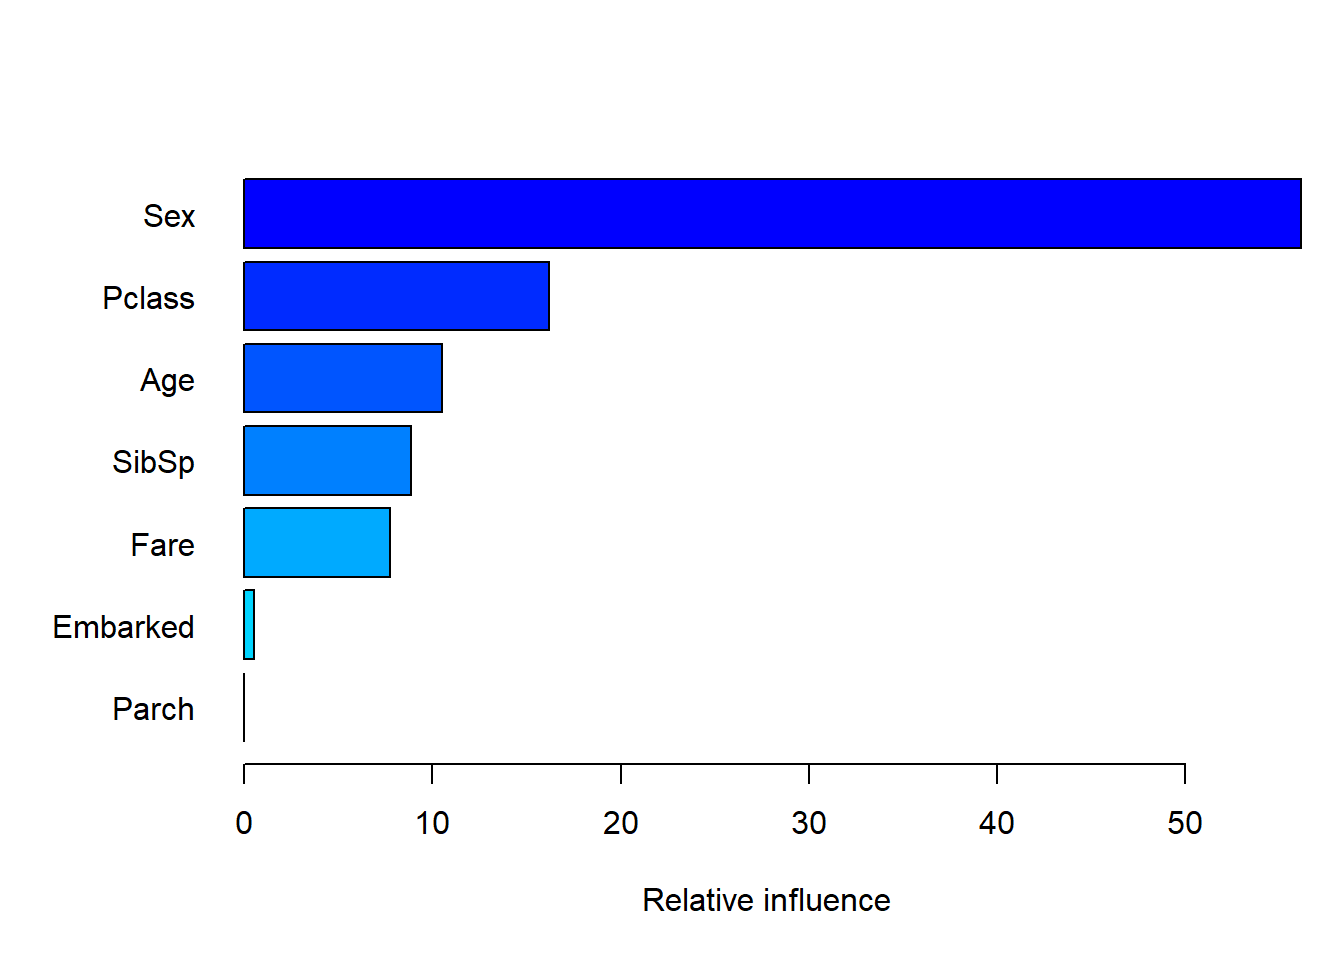 Sex
Pclass
Age
SibSp
Fare
Embarked
Parch
0 10 20 30 40 50
Relative influence